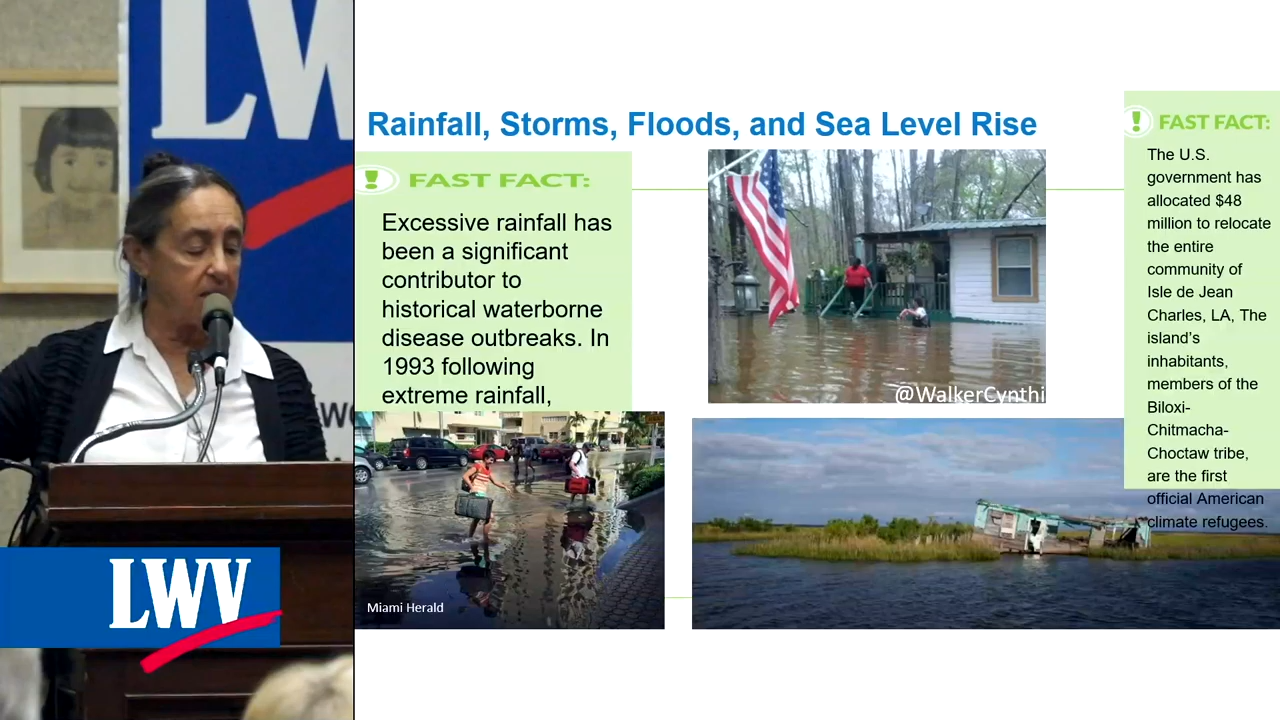 LWV
Rainfall, Storms, Floods, and Sea Level Rise
! FAST FACT:
Excessive rainfall has
been a significant
contributor to
historical waterborne
disease outbreaks. In
1993 following
extreme rainfall,
@WalkerCynthi
Miami Herald
! FAST FACT:
The U.S.
government has
allocated $48
million to relocate
the entire
community of
Isle de Jean
Charles, LA, The
island's
inhabitants,
members of the
Biloxi-
Chitmacha-
Choctaw tribe,
are the first
official American
climate refugees.
LWV